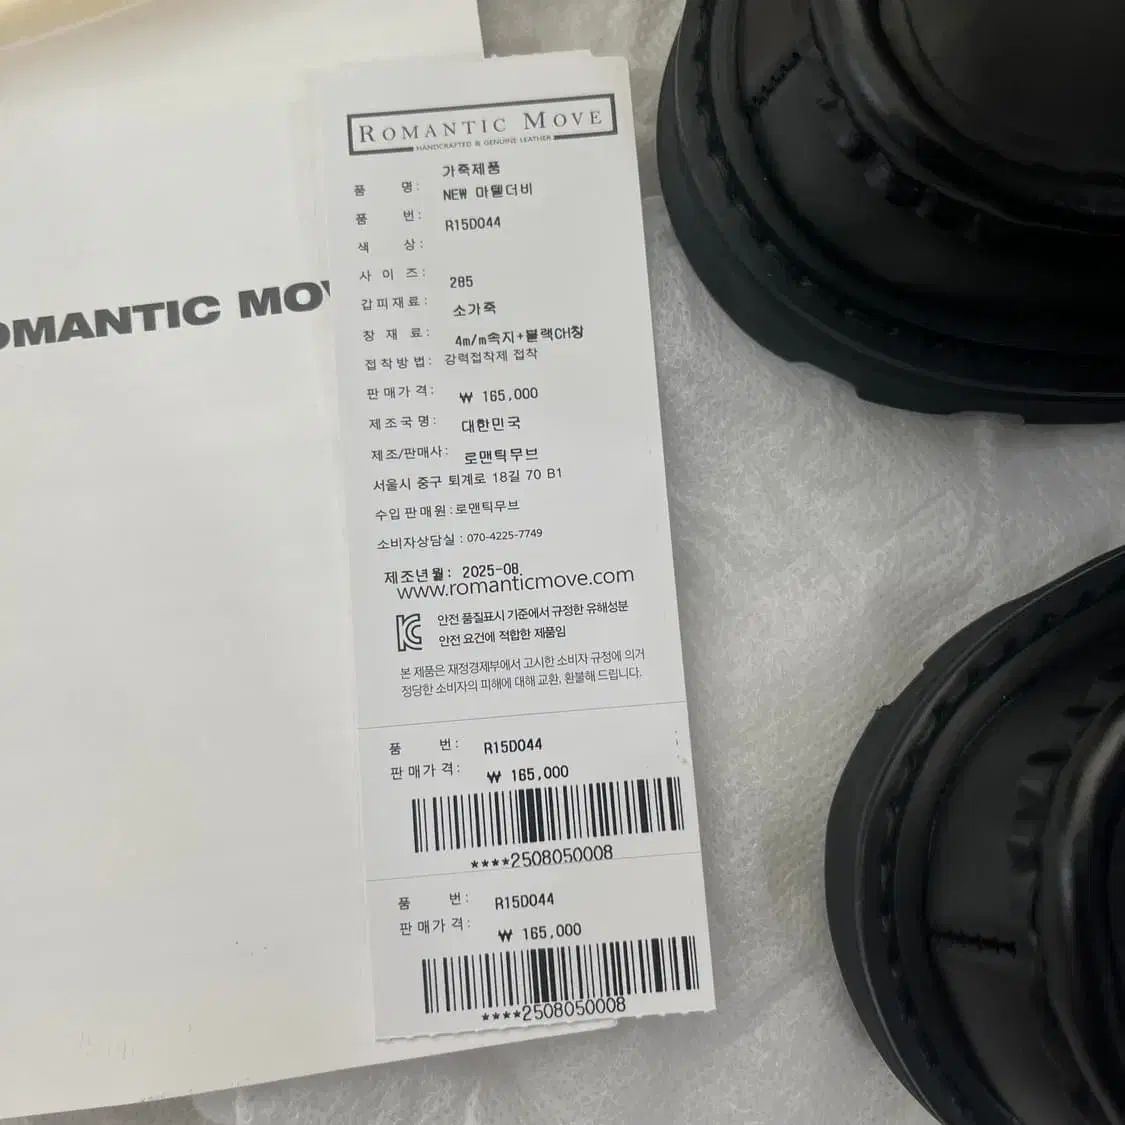 ROMANTIC MOVE
HANDCRAFTED & GENUINE LEATHER
가죽제품
품 명: NEW 마텔더비
품 번: R15D044
색 상:
사 이 즈: 285
갑피재료: 소가죽
창 재 료: 4m/m속지+블랙CH창
접착방법: 강력접착제 접착
판매가격: ₩ 165,000
제조국명: 대한민국
제조/판매사: 로맨틱무브
서울시 중구 퇴계로 18길 70 B1
수입판매원:로맨틱무브
소비자상담실 : 070-4225-7749
제조년월: 2025-08.
www.romanticmove.com
안전 품질표시 기준에서 규정한 유해성분
안전 요건에 적합한 제품임
본 제품은 재정경제부에서 고시한 소비자 규정에 의거
정당한 소비자의 피해에 대해 교환, 환불해 드립니다.
품 번: R15D044
판매가격: ₩ 165,000
****2508050008
품 번: R15D044
판매가격: ₩ 165,000
****2508050008
OMANTIC MO